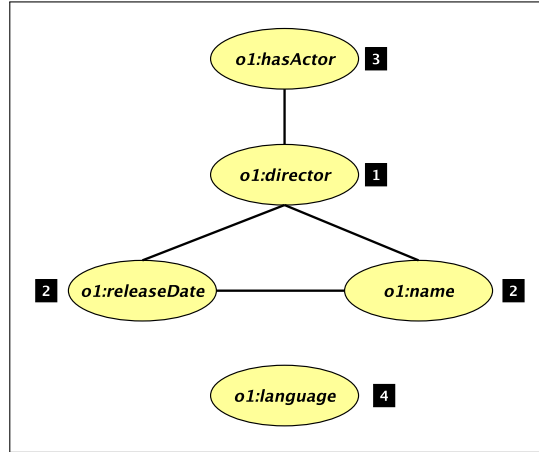 o1:hasActor 3
o1:director 1
2 o1:releaseDate o1:name 2
o1:language 4